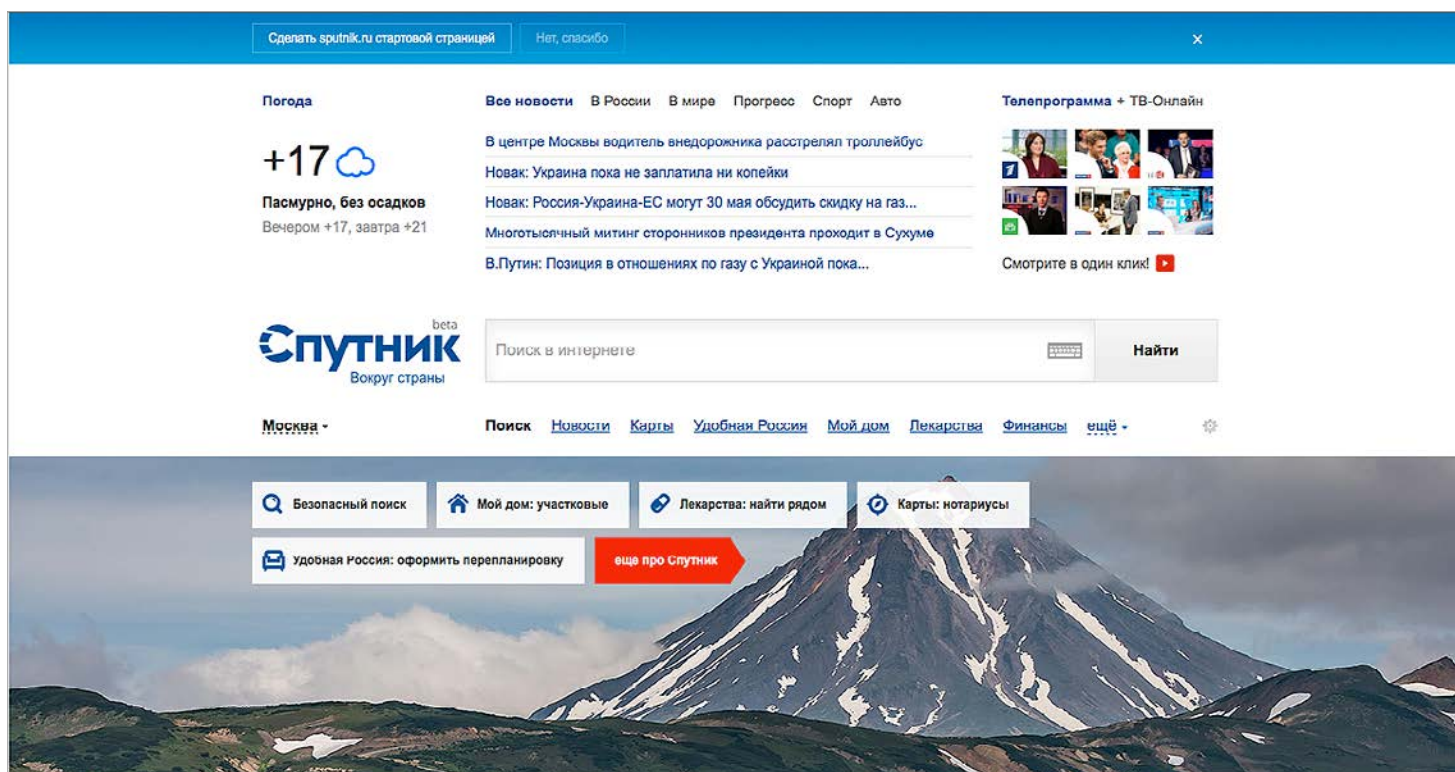 Сделать sputnik.ru стартовой страницей Нет, спасибо ×
Погода
+17
Пасмурно, без осадков
Вечером +17, завтра +21
Все новости В России В мире Прогресс Спорт Авто
В центре Москвы водитель внедорожника расстрелял троллейбус
Новак: Украина пока не заплатила ни копейки
Новак: Россия-Украина-ЕС могут 30 мая обсудить скидку на газ...
Многотысячный митинг сторонников президента проходит в Сухуме
В.Путин: Позиция в отношениях по газу с Украиной пока...
Телепрограмма + ТВ-Онлайн
Смотрите в один клик!
Спутник beta
Вокруг страны
Поиск в интернете Найти
Москва
Поиск Новости Карты Удобная Россия Мой дом Лекарства Финансы ещё
Безопасный поиск Мой дом: участковые Лекарства: найти рядом Карты: нотариусы
Удобная Россия: оформить перепланировку еще про Спутник